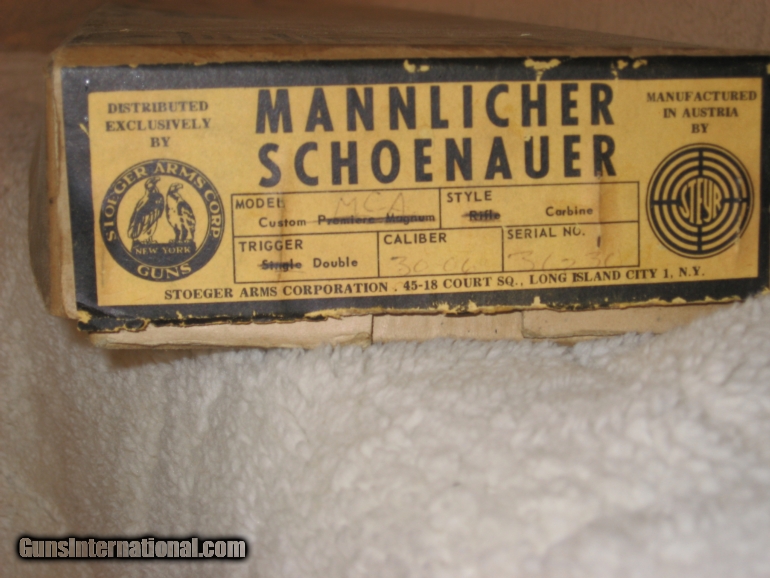 DISTRIBUTED
EXCLUSIVELY
BY
STOEGER ARMS CORP
NEW YORK
GUNS
MANNLICHER
SCHOENAUER
MANUFACTURED
IN AUSTRIA
BY
STEYR
MODEL MCA
Custom Premiere Magnum
STYLE
Rifle Carbine
TRIGGER
Single Double
CALIBER
30-06
SERIAL NO.
STOEGER ARMS CORPORATION . 45-18 COURT SQ., LONG ISLAND CITY 1, N.Y.
GunsInternational.com